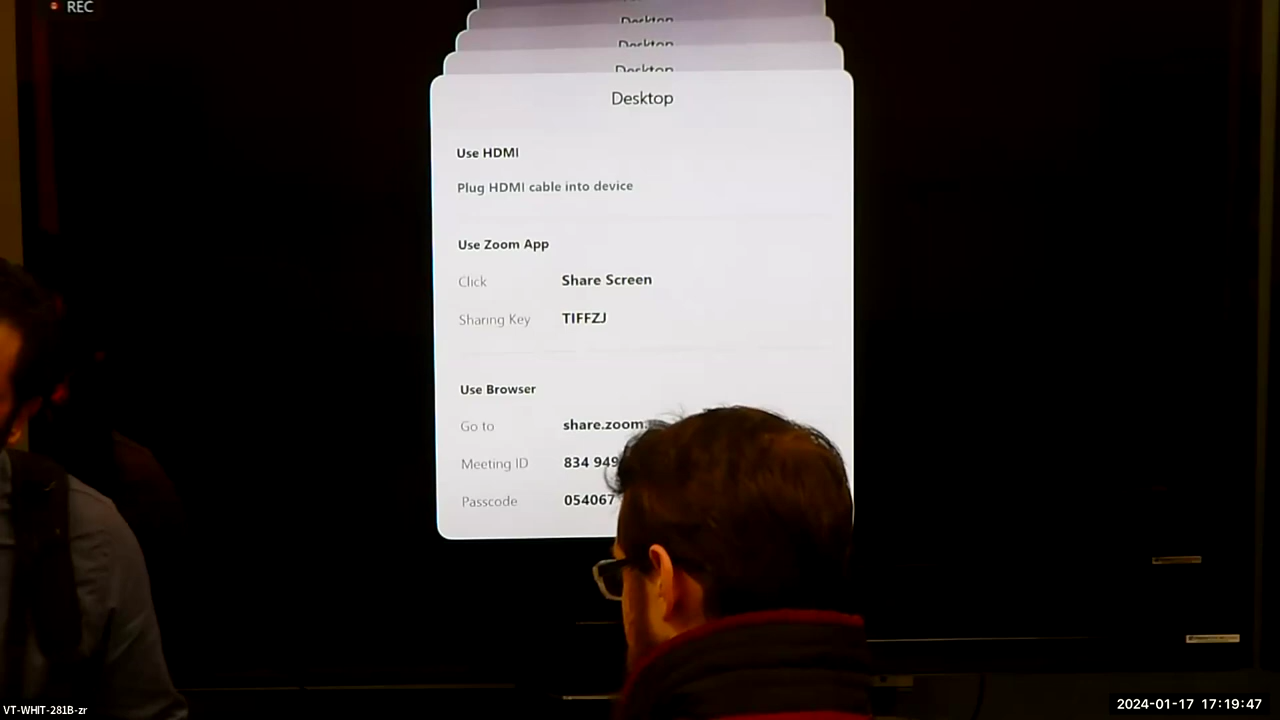 REC
Desktop
Desktop
Desktop
Desktop
Use HDMI
Plug HDMI cable into device
Use Zoom App
Click Share Screen
Sharing Key TIFFZJ
Use Browser
Go to share.zoom.
Meeting ID 834 949
Passcode 054067
VT-WHIT-281B-zr
2024-01-17 17:19:47